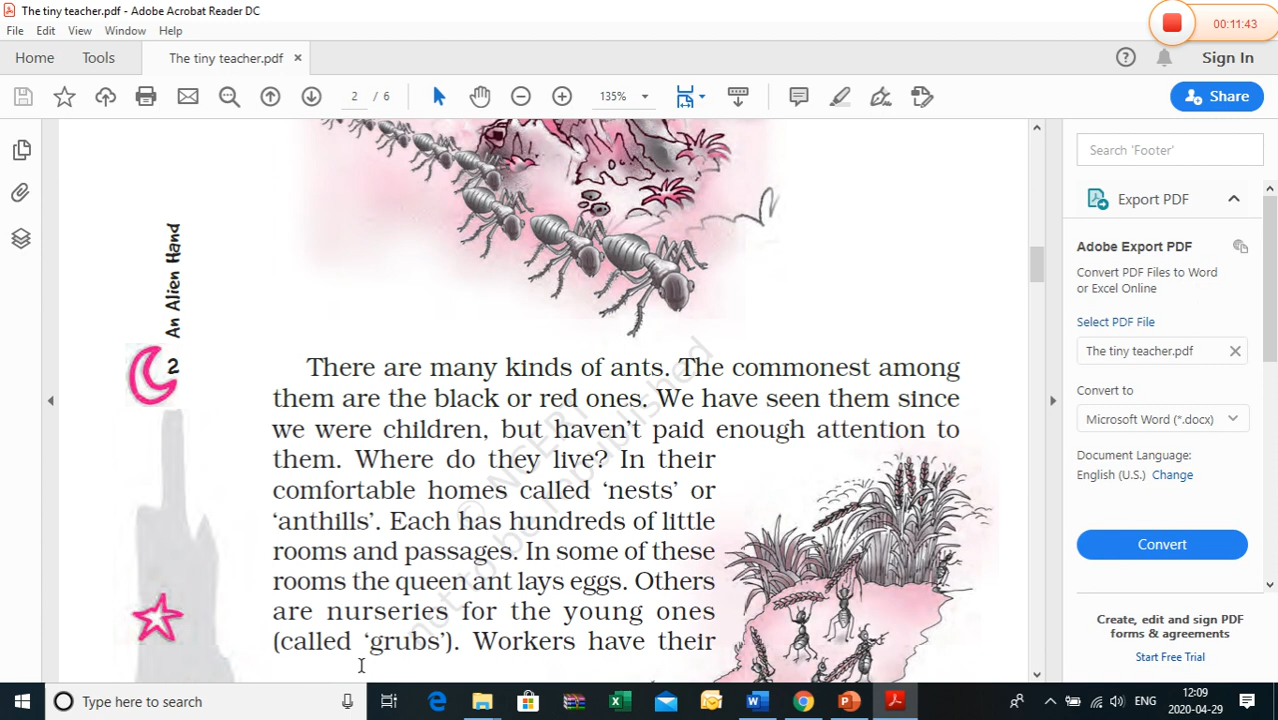 The tiny teacher.pdf - Adobe Acrobat Reader DC
00:11:43
File Edit View Window Help
Home Tools The tiny teacher.pdf × Sign In
2 / 6 135% Share
Search 'Footer'
Export PDF
Adobe Export PDF
Convert PDF Files to Word
or Excel Online
Select PDF File
The tiny teacher.pdf
Convert to
Microsoft Word (*.docx)
Document Language:
English (U.S.) Change
Convert
Create, edit and sign PDF
forms & agreements
Start Free Trial
An Alien Hand
2
There are many kinds of ants. The commonest among
them are the black or red ones. We have seen them since
we were children, but haven't paid enough attention to
them. Where do they live? In their
comfortable homes called ‘nests’ or
‘anthills’. Each has hundreds of little
rooms and passages. In some of these
rooms the queen ant lays eggs. Others
are nurseries for the young ones
(called ‘grubs’). Workers have their
© NCERT
not to be republished
Type here to search
ENG
12:09
2020-04-29